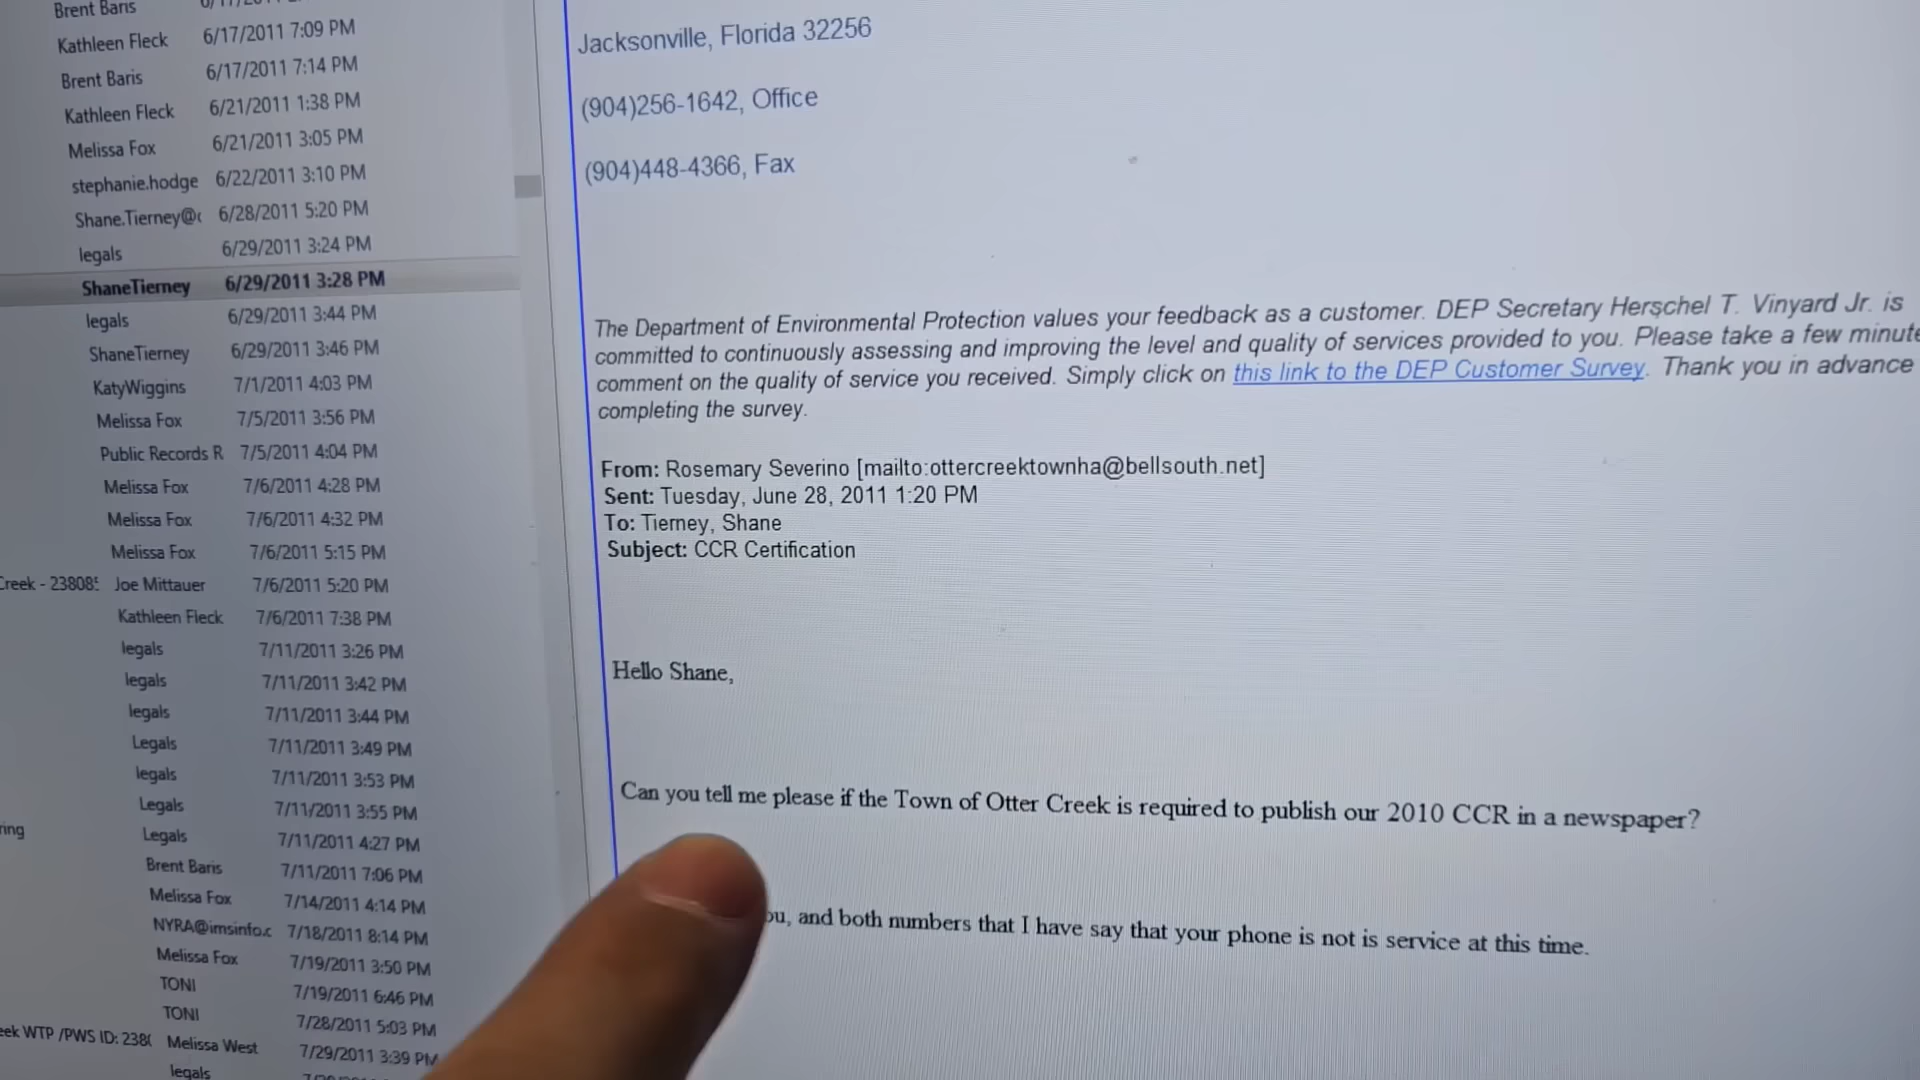 Brent Baris
Kathleen Fleck 6/17/2011 7:09 PM
Brent Baris 6/17/2011 7:14 PM
Kathleen Fleck 6/21/2011 1:38 PM
Melissa Fox 6/21/2011 3:05 PM
stephanie.hodge 6/22/2011 3:10 PM
Shane.Tierney@ 6/28/2011 5:20 PM
legals 6/29/2011 3:24 PM
ShaneTierney 6/29/2011 3:28 PM
legals 6/29/2011 3:44 PM
ShaneTierney 6/29/2011 3:46 PM
KatyWiggins 7/1/2011 4:03 PM
Melissa Fox 7/5/2011 3:56 PM
Public Records R 7/5/2011 4:04 PM
Melissa Fox 7/6/2011 4:28 PM
Melissa Fox 7/6/2011 4:32 PM
Melissa Fox 7/6/2011 5:15 PM
Creek - 23808 Joe Mittauer 7/6/2011 5:20 PM
Kathleen Fleck 7/6/2011 7:38 PM
legals 7/11/2011 3:26 PM
legals 7/11/2011 3:42 PM
legals 7/11/2011 3:44 PM
Legals 7/11/2011 3:49 PM
legals 7/11/2011 3:53 PM
Legals 7/11/2011 3:55 PM
ring Legals 7/11/2011 4:27 PM
Brent Baris 7/11/2011 7:06 PM
Melissa Fox 7/14/2011 4:14 PM
NYRA@imsinfo.c 7/18/2011 8:14 PM
Melissa Fox 7/19/2011 3:50 PM
TONI 7/19/2011 6:46 PM
TONI 7/28/2011 5:03 PM
eek WTP /PWS ID: 238 Melissa West 7/29/2011 3:39 PM
legals
Jacksonville, Florida 32256
(904)256-1642, Office
(904)448-4366, Fax
The Department of Environmental Protection values your feedback as a customer. DEP Secretary Herschel T. Vinyard Jr. is
committed to continuously assessing and improving the level and quality of services provided to you. Please take a few minute
comment on the quality of service you received. Simply click on this link to the DEP Customer Survey. Thank you in advance
completing the survey.
From: Rosemary Severino [mailto:ottercreektownha@bellsouth.net]
Sent: Tuesday, June 28, 2011 1:20 PM
To: Tierney, Shane
Subject: CCR Certification
Hello Shane,
Can you tell me please if the Town of Otter Creek is required to publish our 2010 CCR in a newspaper?
ou, and both numbers that I have say that your phone is not is service at this time.